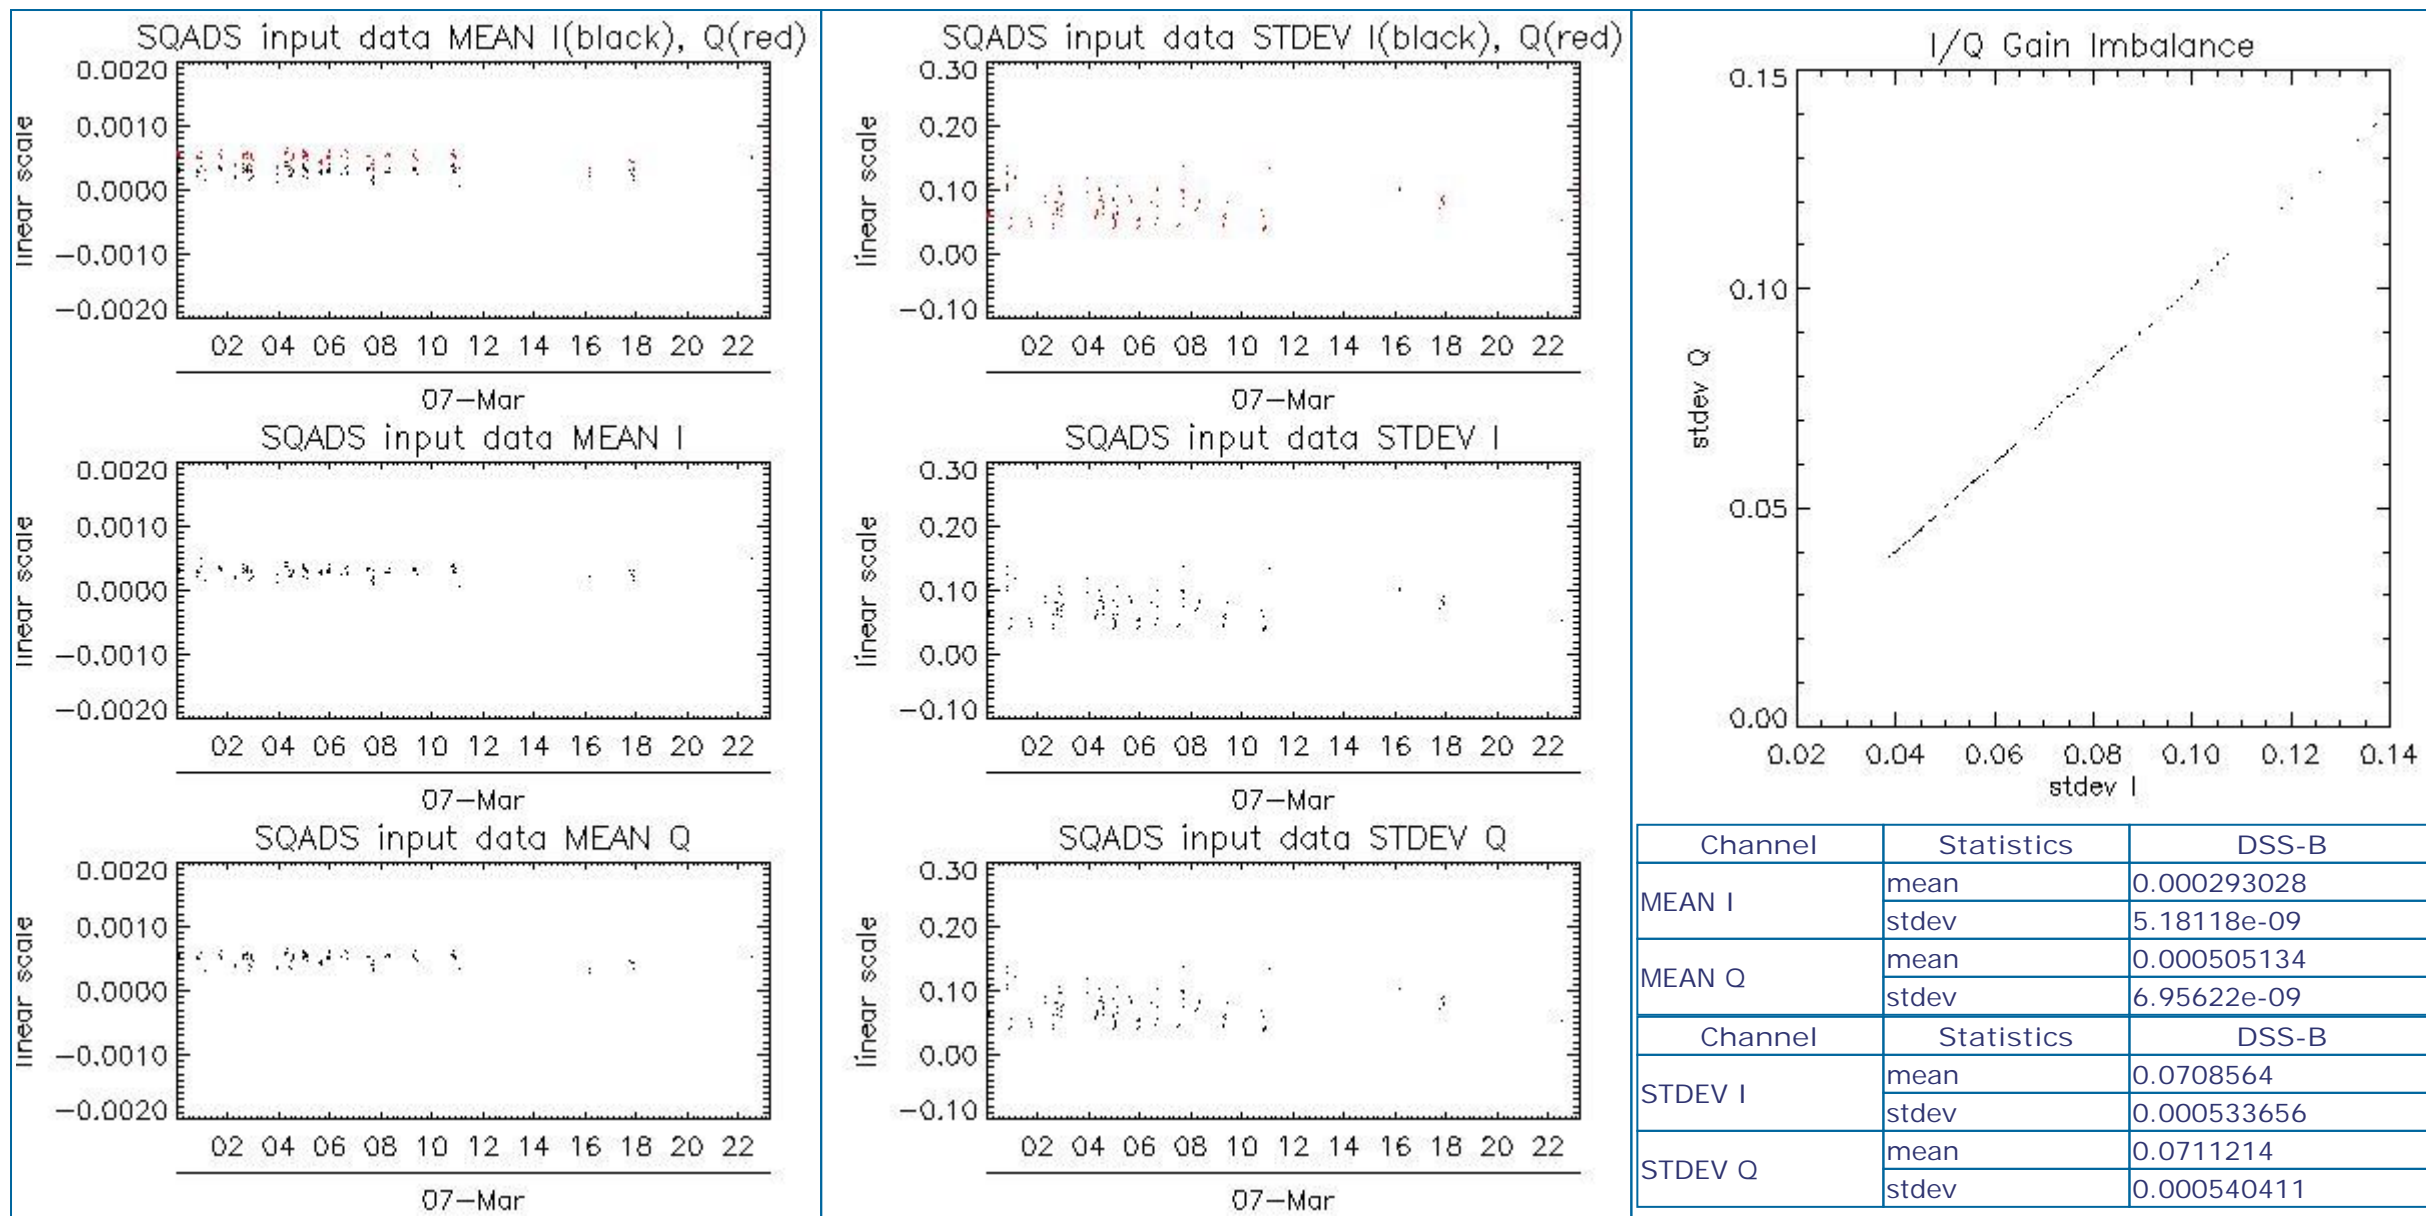 SQADS input data MEAN I(black), Q(red)
0.0020
0.0010
0.0000
−0.0010
−0.0020
linear scale
02 04 06 08 10 12 14 16 18 20 22
07−Mar
SQADS input data MEAN I
0.0020
0.0010
0.0000
−0.0010
−0.0020
linear scale
02 04 06 08 10 12 14 16 18 20 22
07−Mar
SQADS input data MEAN Q
0.0020
0.0010
0.0000
−0.0010
−0.0020
linear scale
02 04 06 08 10 12 14 16 18 20 22
07−Mar
SQADS input data STDEV I(black), Q(red)
0.30
0.20
0.10
0.00
−0.10
linear scale
02 04 06 08 10 12 14 16 18 20 22
07−Mar
SQADS input data STDEV I
0.30
0.20
0.10
0.00
−0.10
linear scale
02 04 06 08 10 12 14 16 18 20 22
07−Mar
SQADS input data STDEV Q
0.30
0.20
0.10
0.00
−0.10
linear scale
02 04 06 08 10 12 14 16 18 20 22
07−Mar
I/Q Gain Imbalance
0.15
0.10
0.05
0.00
stdev Q
0.02 0.04 0.06 0.08 0.10 0.12 0.14
stdev I
Channel Statistics DSS-B
MEAN I mean 0.000293028
stdev 5.18118e-09
MEAN Q mean 0.000505134
stdev 6.95622e-09
Channel Statistics DSS-B
STDEV I mean 0.0708564
stdev 0.000533656
STDEV Q mean 0.0711214
stdev 0.000540411